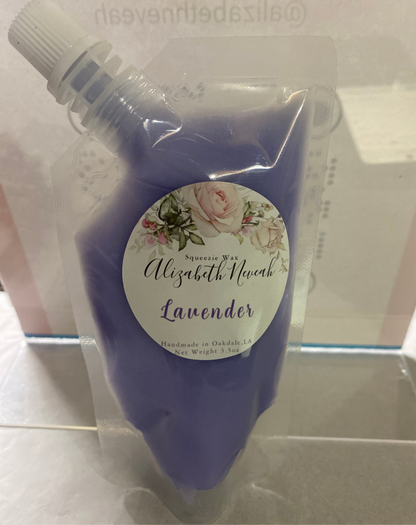 @alizabethneveah
Squeezie Wax
Alizabeth Neveah
Lavender
Handmade in Oakdale, LA
Net Weight 3.5oz